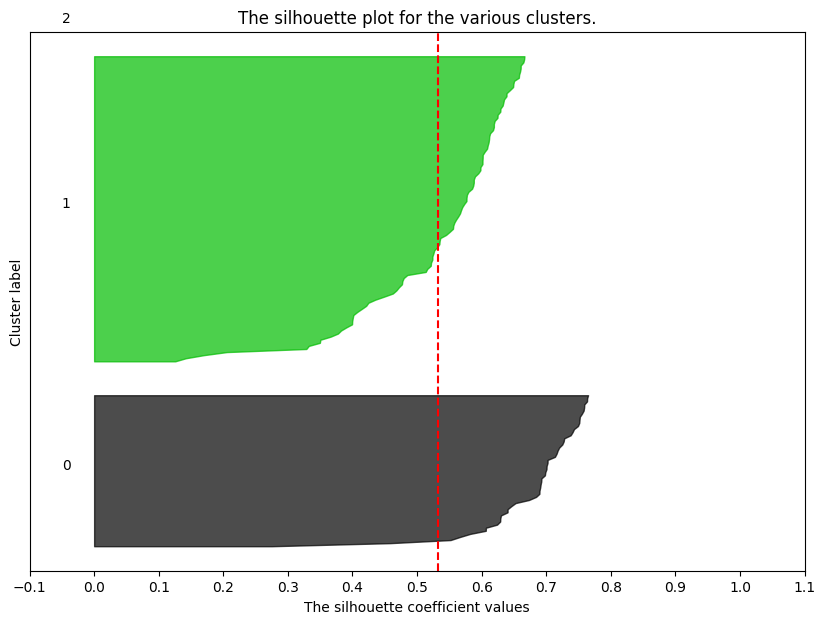 2
The silhouette plot for the various clusters.
1
Cluster label
0
−0.1 0.0 0.1 0.2 0.3 0.4 0.5 0.6 0.7 0.8 0.9 1.0 1.1
The silhouette coefficient values